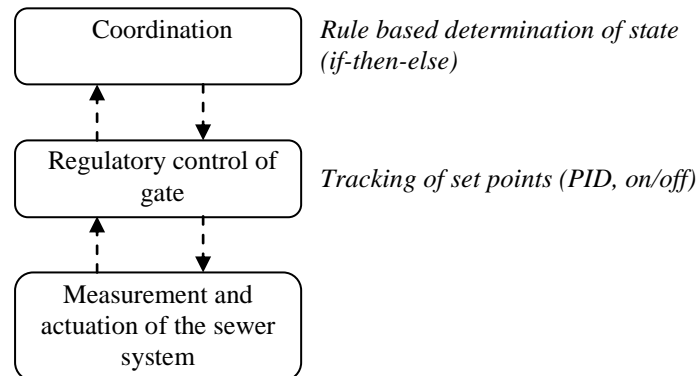 Coordination
Rule based determination of state
(if-then-else)
Regulatory control of
gate
Tracking of set points (PID, on/off)
Measurement and
actuation of the sewer
system